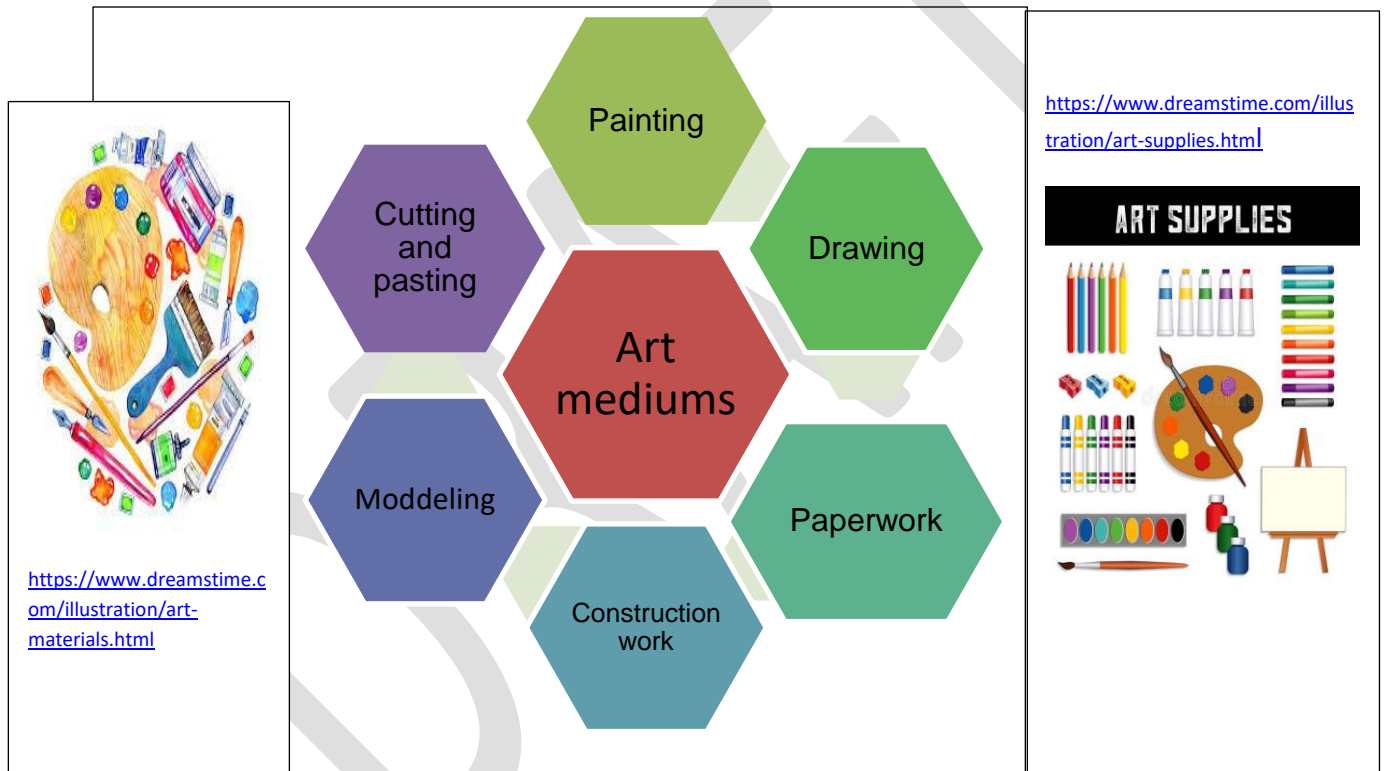 Painting
Drawing
Paperwork
Construction
work
Moddeling
Cutting
and
pasting
Art
mediums
https://www.dreamstime.c
om/illustration/art-
materials.html
https://www.dreamstime.com/illus
tration/art-supplies.html
ART SUPPLIES